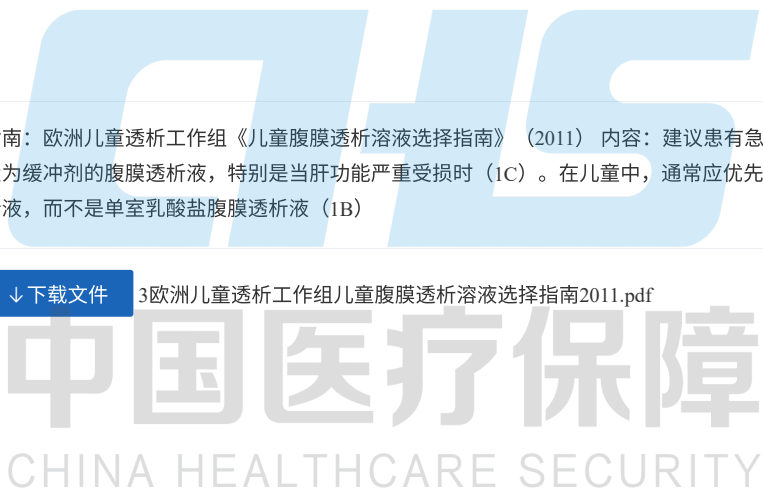 南：欧洲儿童透析工作组《儿童腹膜透析溶液选择指南》（2011） 内容：建议患有急
为缓冲剂的腹膜透析液，特别是当肝功能严重受损时（1C）。在儿童中，通常应优先
液，而不是单室乳酸盐腹膜透析液（1B）
下载文件 3欧洲儿童透析工作组儿童腹膜透析溶液选择指南2011.pdf
中国医疗保障
CHINA HEALTHCARE SECURITY